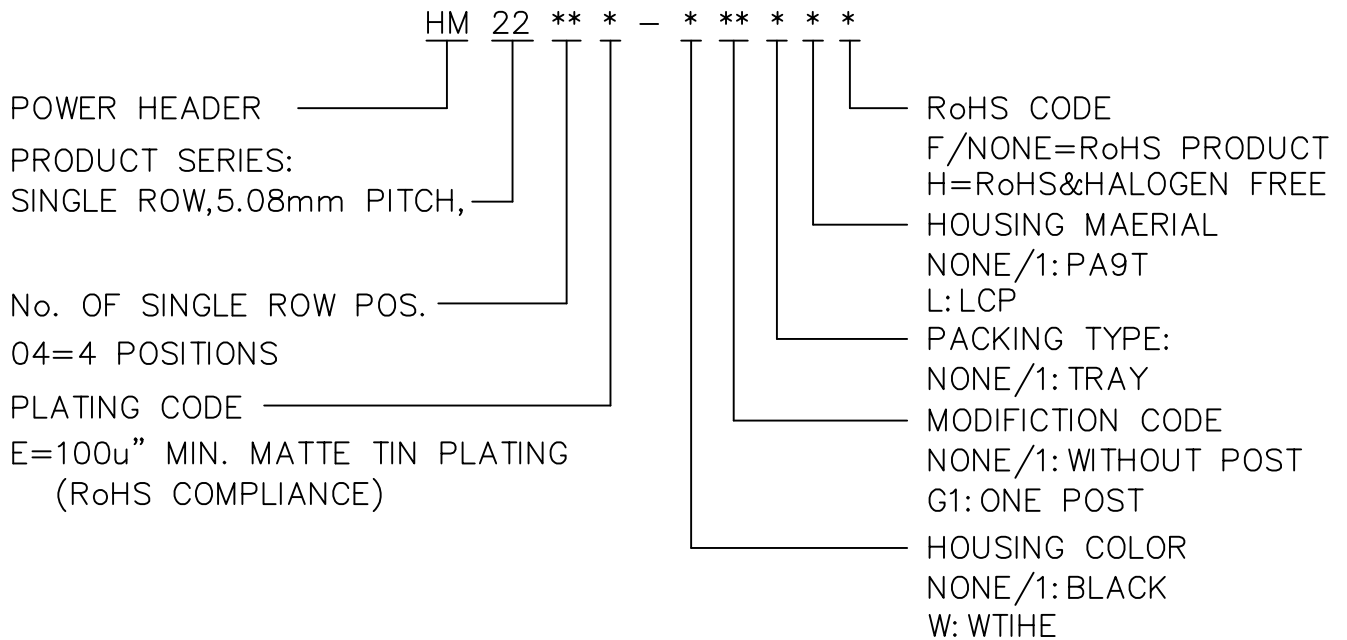 HM 22 ** * - * ** * * *
POWER HEADER
PRODUCT SERIES:
SINGLE ROW,5.08mm PITCH,
No. OF SINGLE ROW POS.
04=4 POSITIONS
PLATING CODE
E=100u” MIN. MATTE TIN PLATING
(RoHS COMPLIANCE)
RoHS CODE
F/NONE=RoHS PRODUCT
H=RoHS&HALOGEN FREE
HOUSING MAERIAL
NONE/1:PA9T
L:LCP
PACKING TYPE:
NONE/1:TRAY
MODIFICTION CODE
NONE/1:WITHOUT POST
G1:ONE POST
HOUSING COLOR
NONE/1:BLACK
W:WTIHE